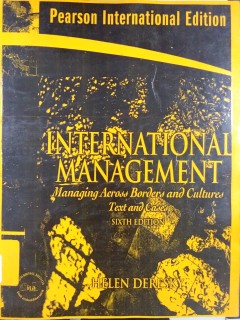 Pearson International Edition
INTERNATIONAL
MANAGEMENT
Managing Across Borders and Cultures
Text and Cases
SIXTH EDITION
HELEN DERESKY